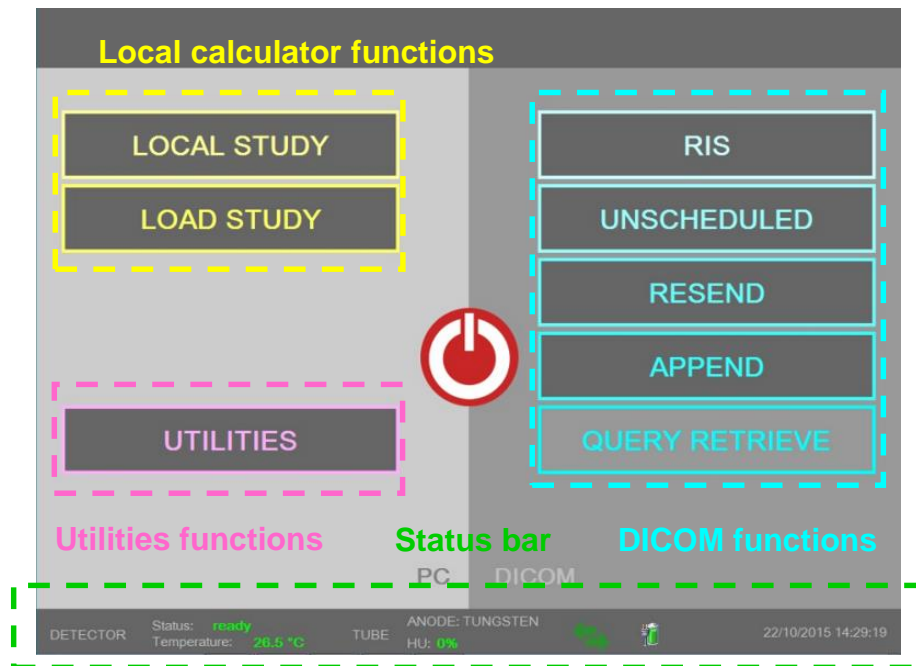 Local calculator functions
LOCAL STUDY
LOAD STUDY
UTILITIES
RIS
UNSCHEDULED
RESEND
APPEND
QUERY RETRIEVE
Utilities functions
Status bar
DICOM functions
PC
DICOM
DETECTOR
Status: ready
Temperature: 26.5 °C
TUBE
ANODE: TUNGSTEN
HU: 0%
22/10/2015 14:29:19